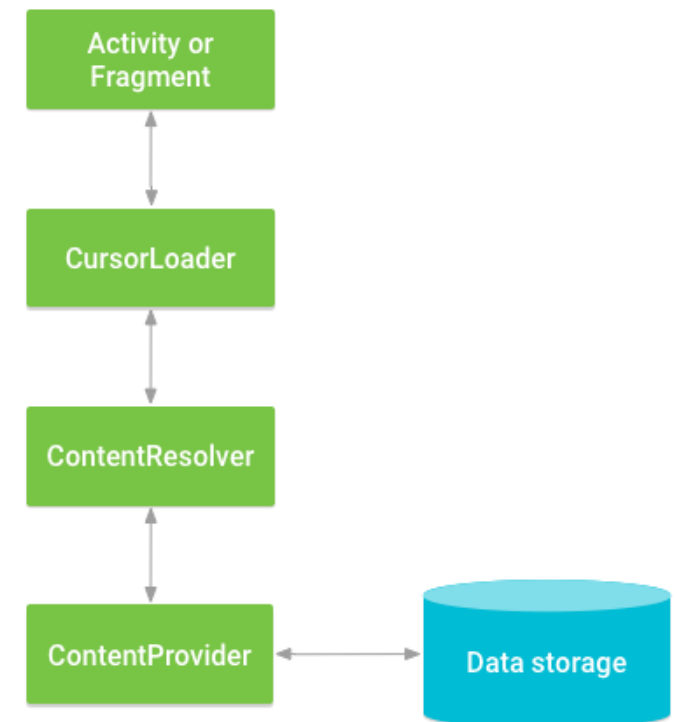 Activity or
Fragment
CursorLoader
ContentResolver
ContentProvider
Data storage